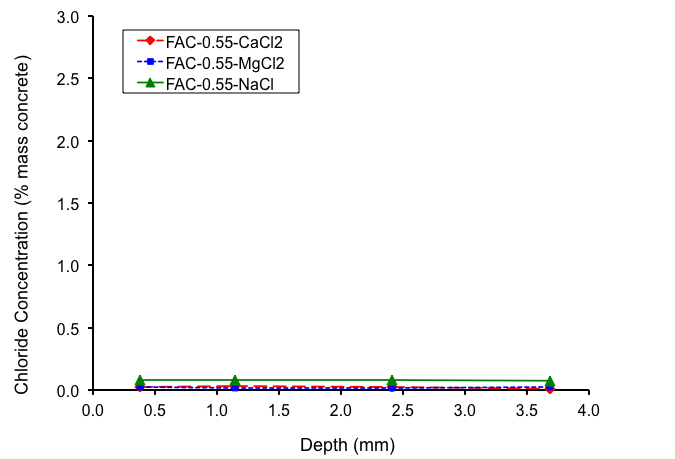 3.0
FAC-0.55-CaCl2
FAC-0.55-MgCl2
FAC-0.55-NaCl
2.5
2.0
1.5
1.0
0.5
0.0
Chloride Concentration (% mass concrete)
0.0 0.5 1.0 1.5 2.0 2.5 3.0 3.5 4.0
Depth (mm)